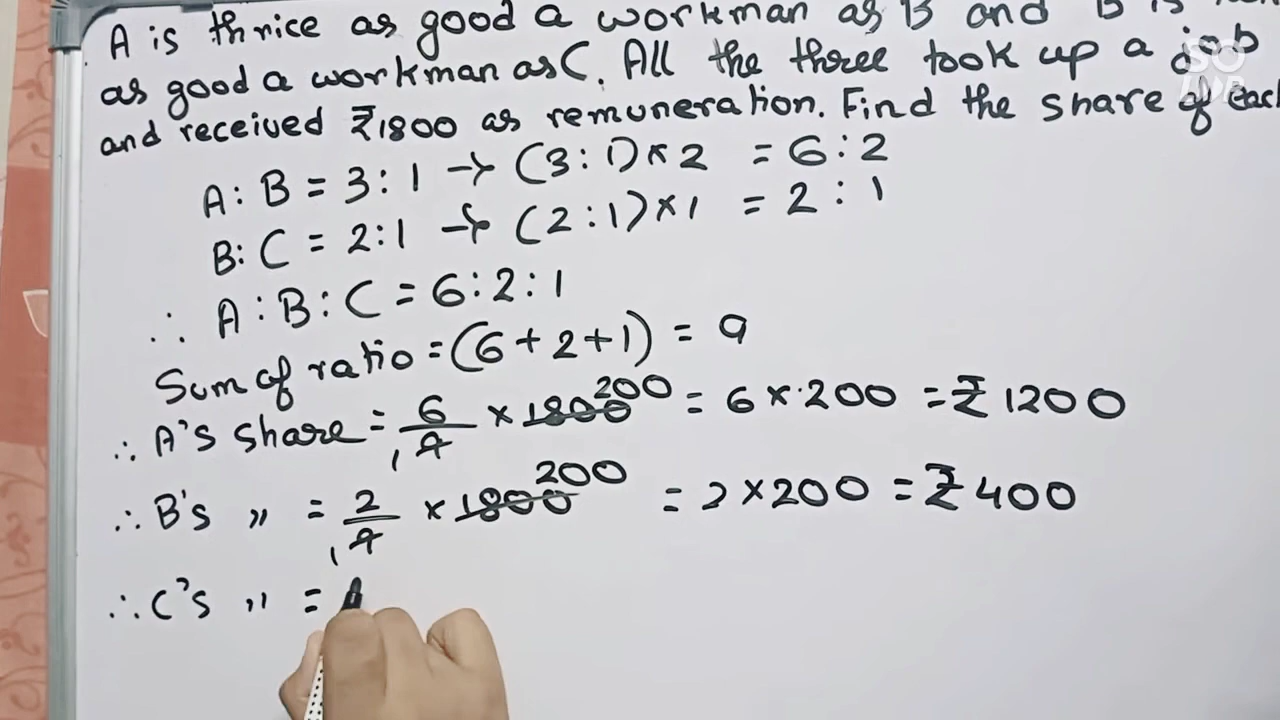 A is thrice as good a workman as B and B is
as good a workman as C. All the three took up a job
and received ₹1800 as remuneration. Find the share of each
A:B = 3:1 → (3:1)×2 = 6:2
B:C = 2:1 → (2:1)×1 = 2:1
∴ A:B:C = 6:2:1
Sum of ratio = (6+2+1) = 9
∴ A's share = 6/9 1 × 1800 200 = 6×200 = ₹1200
∴ B's 〃 = 2/9 1 × 1800 200 = 2×200 = ₹400
∴ C's 〃 =